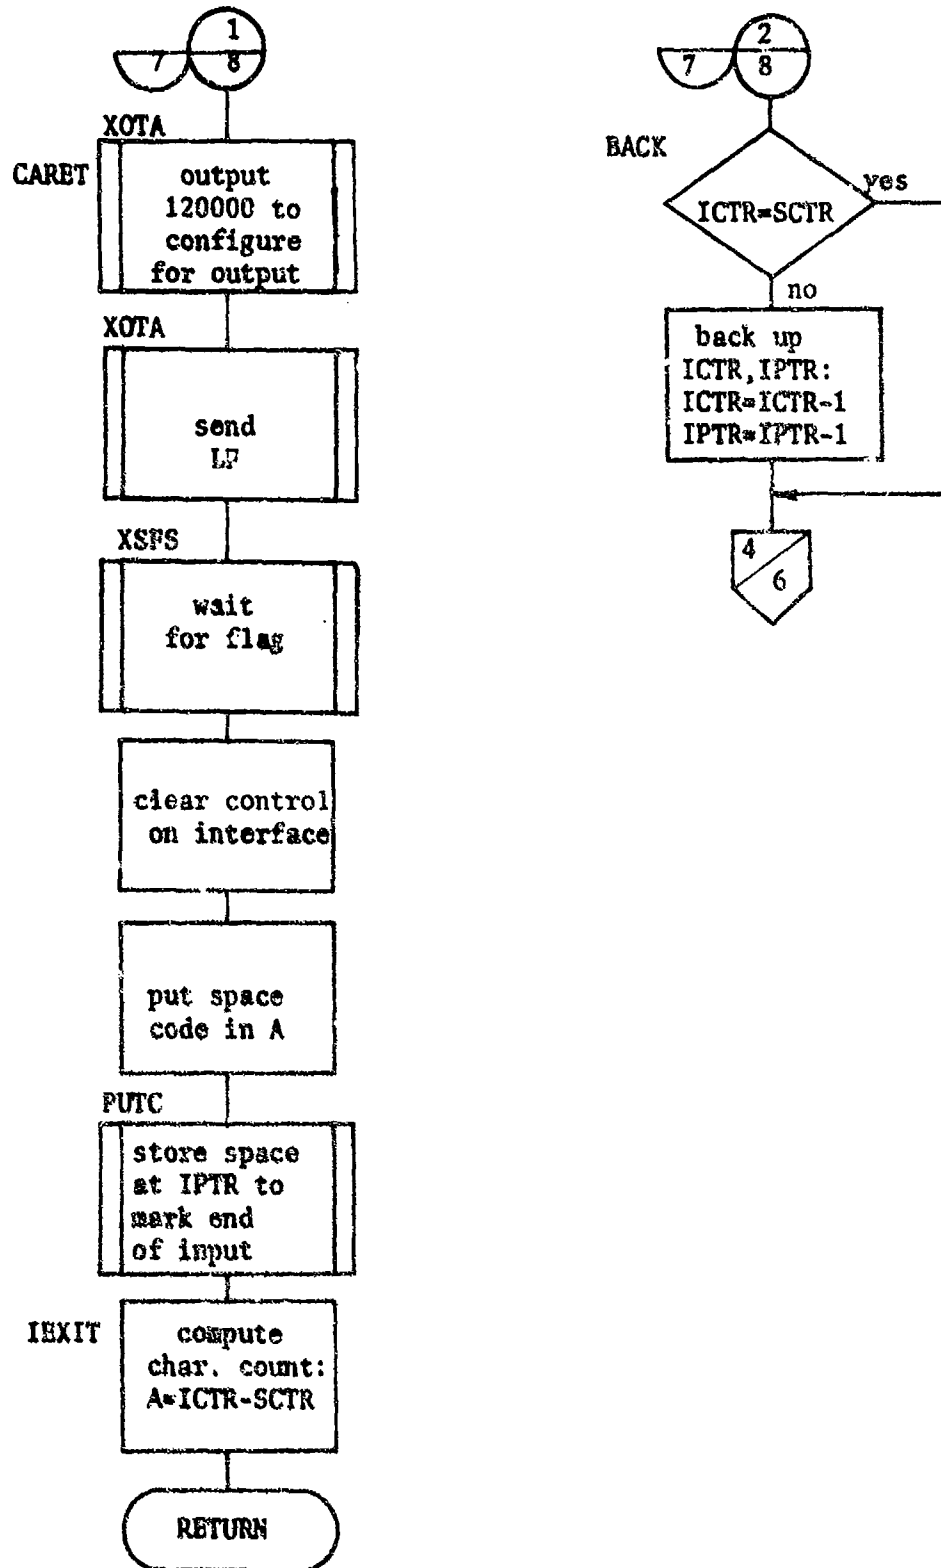 1
7 8
XOTA
CARET
output
120000 to
configure
for output
XOTA
send
LF
XSFS
wait
for flag
clear control
on interface
put space
code in A
PUTC
store space
at IPTR to
mark end
of input
IEXIT
compute
char. count:
A=ICTR-SCTR
RETURN
2
7 8
BACK
yes
ICTR=SCTR
no
back up
ICTR,IPTR:
ICTR=ICTR-1
IPTR=IPTR-1
4
6